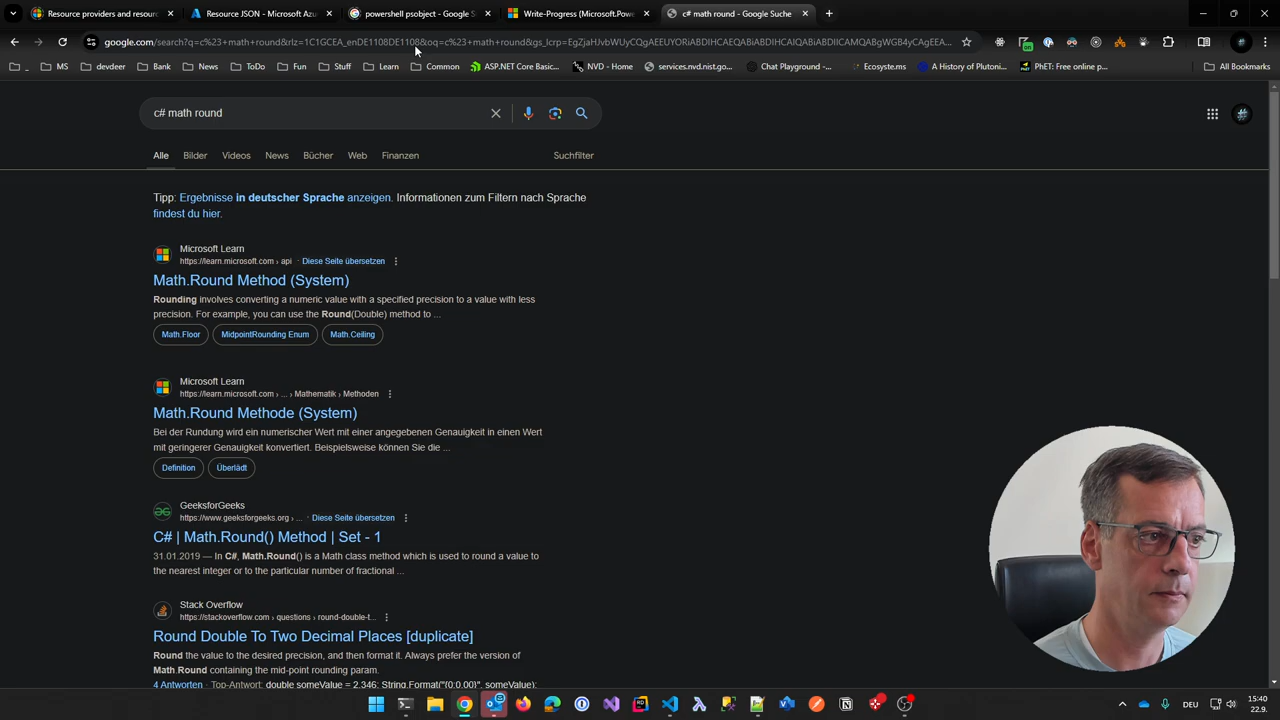 Resource providers and resour
Resource JSON - Microsoft Azu
powershell psobject - Google S
Write-Progress (Microsoft.Pow
c# math round - Google Suche
google.com/search?q=c%23+math+round&rlz=1C1GCEA_enDE1108DE1108&oq=c%23+math+round&gs_lcrp=EgZjaHJvbWUyCQgAEEUYORiABDIHCAEQABiABDIHCAIQABiABDIICAMQABgWGB4yCAgEEAA...
MS
devdeer
Bank
News
ToDo
Fun
Stuff
Learn
Common
ASP.NET Core Basic...
NVD - Home
services.nvd.nist.go...
Chat Playground -...
Ecosyste.ms
A History of Plutoni...
PhET: Free online p...
All Bookmarks
c# math round
Alle
Bilder
Videos
News
Bücher
Web
Finanzen
Suchfilter
Tipp: Ergebnisse in deutscher Sprache anzeigen. Informationen zum Filtern nach Sprache
findest du hier.
Microsoft Learn
https://learn.microsoft.com › api · Diese Seite übersetzen
Math.Round Method (System)
Rounding involves converting a numeric value with a specified precision to a value with less
precision. For example, you can use the Round(Double) method to ...
Math.Floor
MidpointRounding Enum
Math.Ceiling
Microsoft Learn
https://learn.microsoft.com › ... › Mathematik › Methoden
Math.Round Methode (System)
Bei der Rundung wird ein numerischer Wert mit einer angegebenen Genauigkeit in einen Wert
mit geringerer Genauigkeit konvertiert. Beispielsweise können Sie die ...
Definition
Überlädt
GeeksforGeeks
https://www.geeksforgeeks.org › ... · Diese Seite übersetzen
C# | Math.Round() Method | Set - 1
31.01.2019 — In C#, Math.Round() is a Math class method which is used to round a value to
the nearest integer or to the particular number of fractional ...
Stack Overflow
https://stackoverflow.com › questions › round-double-t...
Round Double To Two Decimal Places [duplicate]
Round the value to the desired precision, and then format it. Always prefer the version of
Math.Round containing the mid-point rounding param.
4 Antworten · Top-Antwort: double someValue = 2.346; String.Format("{0:0.00}", someValue);
DEU
15:40
22.9.